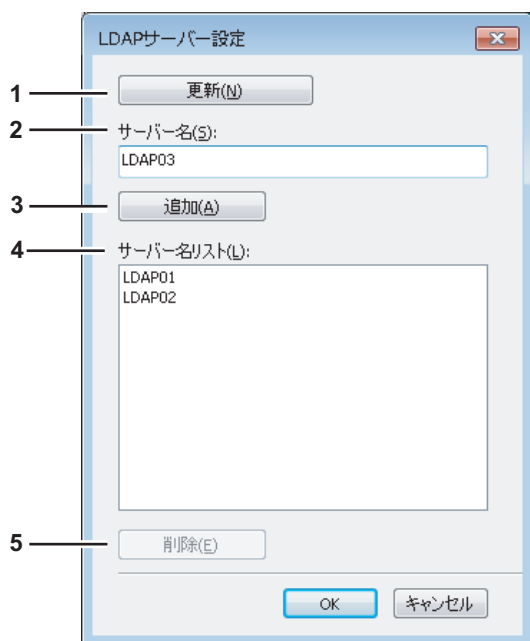 LDAPサーバー設定
1 更新(N)
2 サーバー名(S):
LDAP03
3 追加(A)
4 サーバー名リスト(L):
LDAP01
LDAP02
5 削除(E)
OK キャンセル